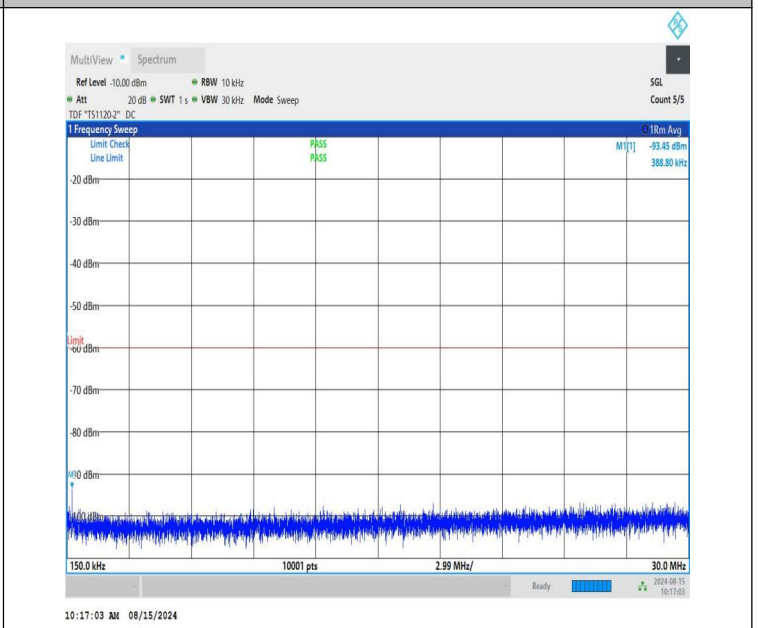 R&S
MultiView Spectrum
Ref Level -10.00 dBm RBW 10 kHz SGL
Att 20 dB SWT 1 s VBW 30 kHz Mode Sweep Count 5/5
TDF "TS1120-2" DC
1 Frequency Sweep 1Rm Avg
Limit Check PASS M1[1] -93.45 dBm
Line Limit PASS 388.80 kHz
-20 dBm
-30 dBm
-40 dBm
-50 dBm
Limit
-60 dBm
-70 dBm
-80 dBm
-90 dBm
-100 dBm
150.0 kHz 10001 pts 2.99 MHz/ 30.0 MHz
Ready 2024-08-15
10:17:03
10:17:03 AM 08/15/2024